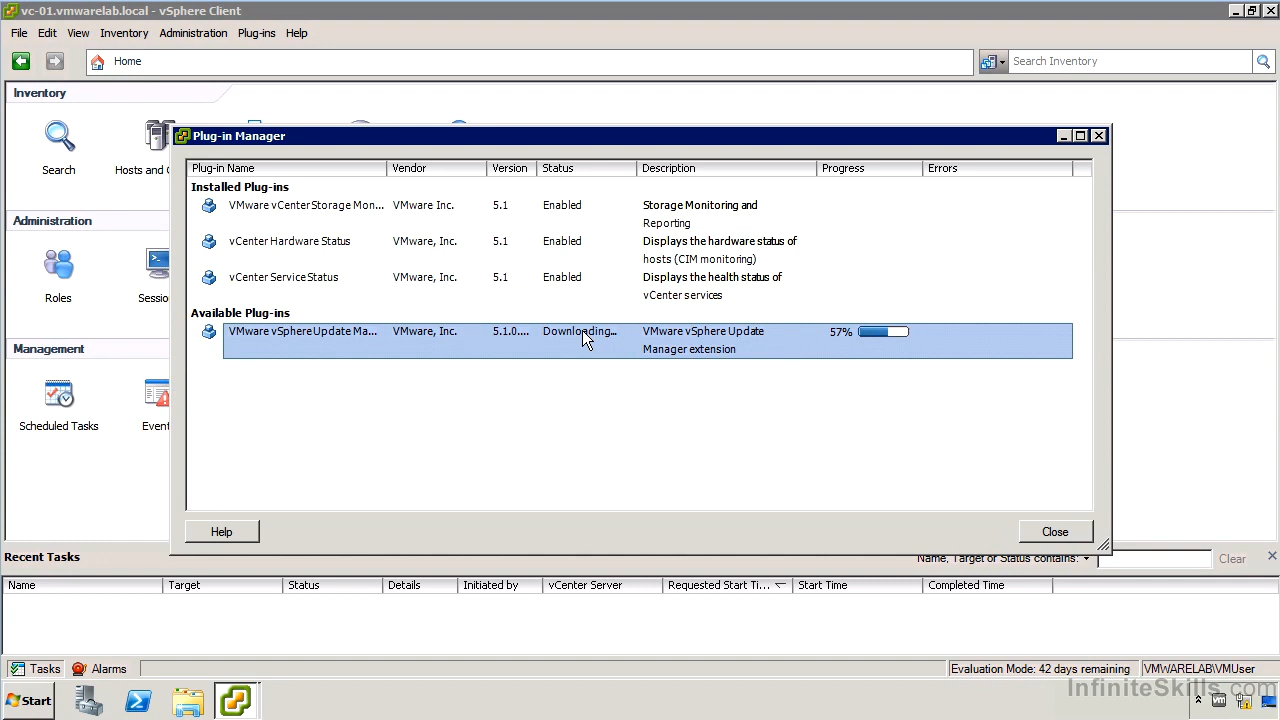 vc-01.vmwarelab.local - vSphere Client
File Edit View Inventory Administration Plug-ins Help
Home
Search Inventory
Inventory
Plug-in Manager
Search
Hosts and C
Plug-in Name Vendor Version Status Description Progress Errors
Installed Plug-ins
VMware vCenter Storage Mon... VMware Inc. 5.1 Enabled Storage Monitoring and
Reporting
vCenter Hardware Status VMware, Inc. 5.1 Enabled Displays the hardware status of
hosts (CIM monitoring)
vCenter Service Status VMware, Inc. 5.1 Enabled Displays the health status of
vCenter services
Available Plug-ins
VMware vSphere Update Ma... VMware, Inc. 5.1.0.... Downloading... VMware vSphere Update 57%
Manager extension
Administration
Roles
Sessio
Management
Scheduled Tasks
Event
Help
Close
Recent Tasks
Name, Target or Status contains:
Clear
Name Target Status Details Initiated by vCenter Server Requested Start Ti... Start Time Completed Time
Tasks
Alarms
Evaluation Mode: 42 days remaining
VMWARELAB\VMUser
Start
InfiniteSkills.com